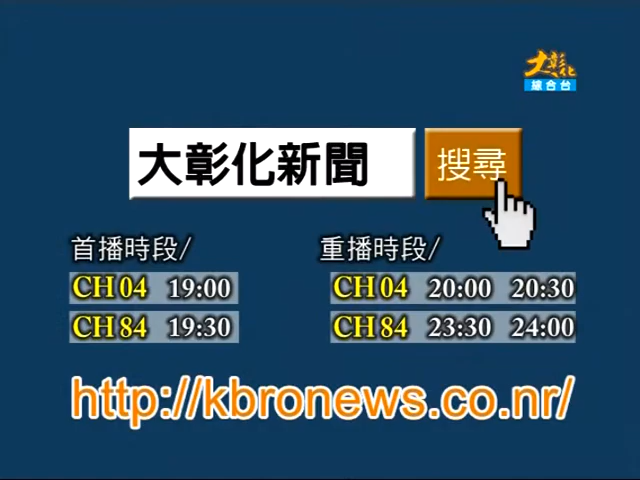 大彰化
綜合台
大彰化新聞 搜尋
首播時段/ 重播時段/
CH04 19:00 CH04 20:00 20:30
CH84 19:30 CH84 23:30 24:00
http://kbronews.co.nr/